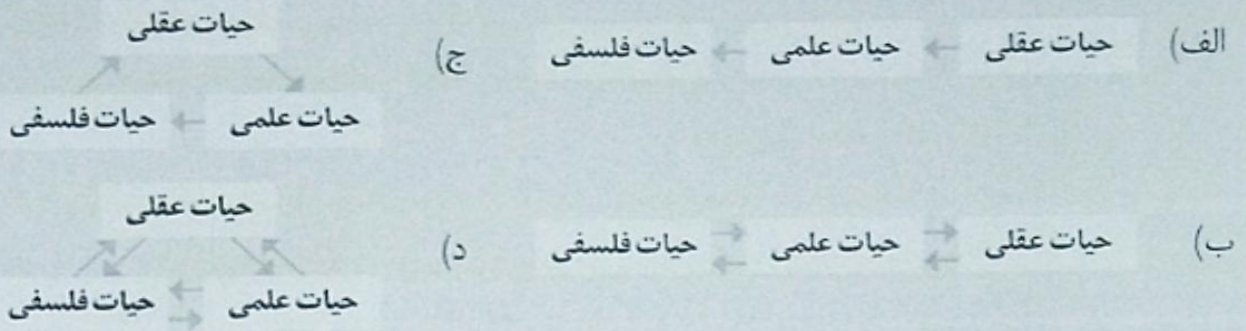 الف) حیات عقلی ← حیات علمی ← حیات فلسفی
ج) حیات عقلی
حیات علمی ← حیات فلسفی
ب) حیات عقلی ⇄ حیات علمی ⇄ حیات فلسفی
د) حیات عقلی
حیات علمی ⇄ حیات فلسفی